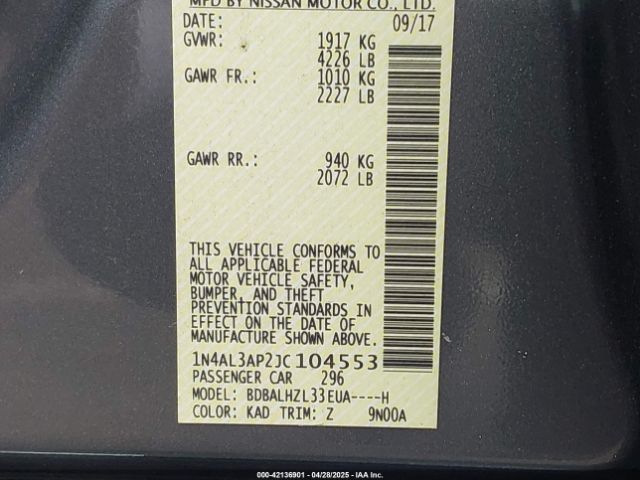 MFD BY NISSAN MOTOR CO., LTD.
DATE: 09/17
GVWR: 1917 KG
4226 LB
GAWR FR.: 1010 KG
2227 LB
GAWR RR.: 940 KG
2072 LB
THIS VEHICLE CONFORMS TO
ALL APPLICABLE FEDERAL
MOTOR VEHICLE SAFETY,
BUMPER, AND THEFT
PREVENTION STANDARDS IN
EFFECT ON THE DATE OF
MANUFACTURE SHOWN ABOVE.
1N4AL3AP2JC104553
PASSENGER CAR 296
MODEL: BDBALHZL33EUA----H
COLOR: KAD TRIM: Z 9N00A
000-42136901 - 04/28/2025 - IAA Inc.